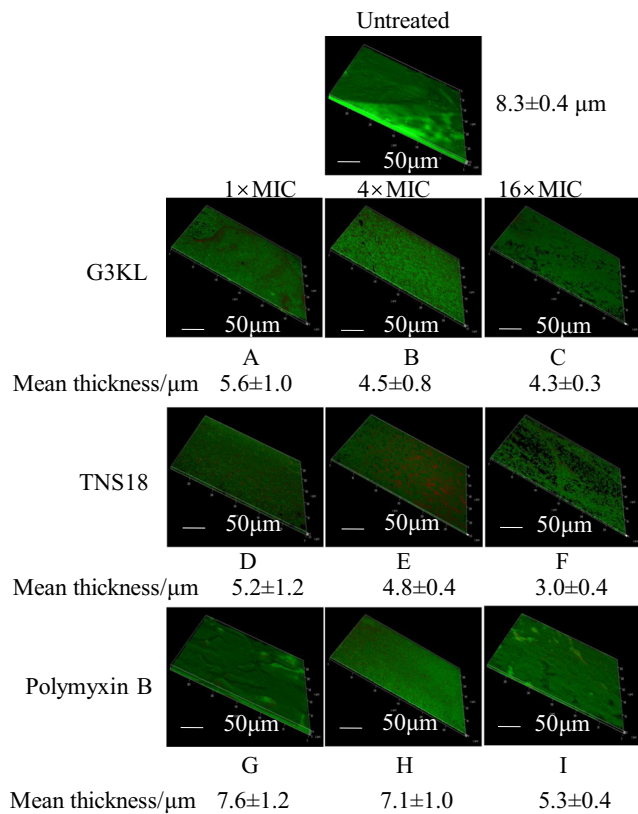 Untreated
8.3±0.4 μm
50μm
1×MIC 4×MIC 16×MIC
G3KL
50μm 50μm 50μm
A B C
Mean thickness/μm 5.6±1.0 4.5±0.8 4.3±0.3
TNS18
50μm 50μm 50μm
D E F
Mean thickness/μm 5.2±1.2 4.8±0.4 3.0±0.4
Polymyxin B
50μm 50μm 50μm
G H I
Mean thickness/μm 7.6±1.2 7.1±1.0 5.3±0.4